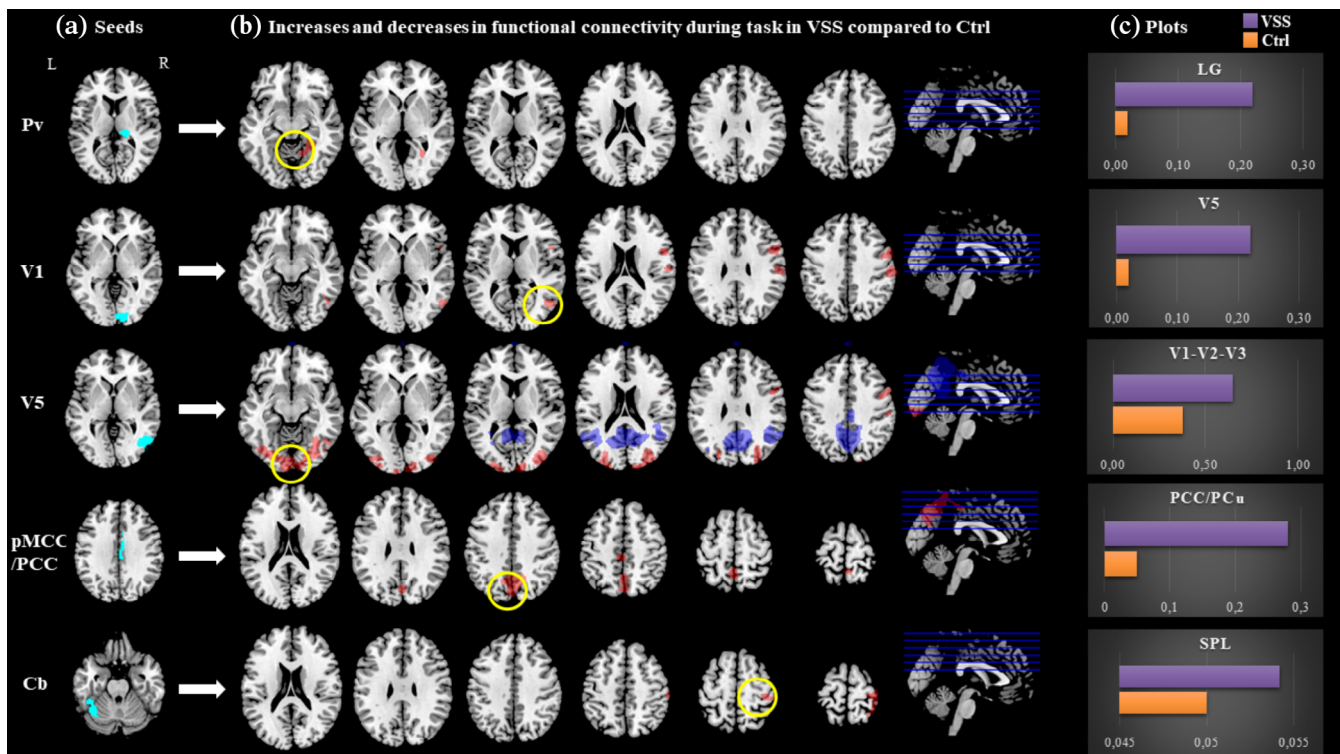 (a) Seeds
(b) Increases and decreases in functional connectivity during task in VSS compared to Ctrl
(c) Plots
VSS
Ctrl
L
R
Pv
LG
0,00 0,10 0,20 0,30
V1
V5
0,00 0,10 0,20 0,30
V5
V1-V2-V3
0,00 0,50 1,00
pMCC
/PCC
PCC/PCu
0 0,1 0,2 0,3
Cb
SPL
0,045 0,05 0,055